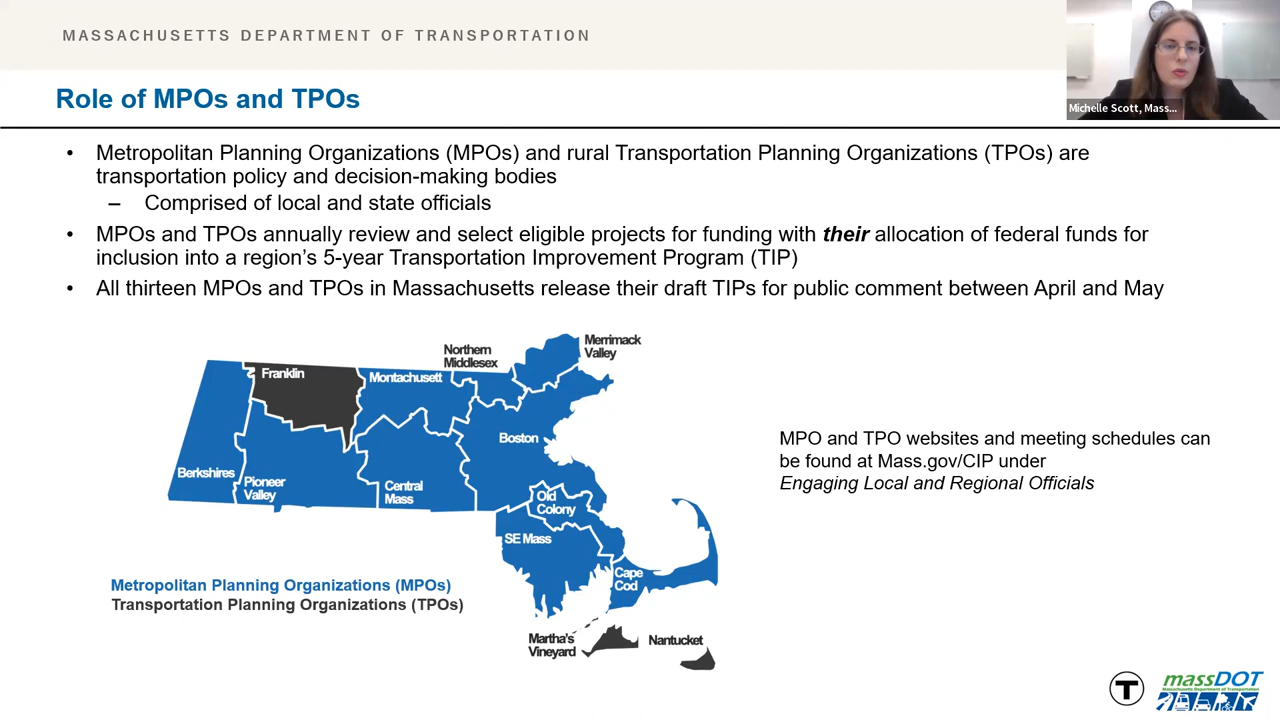 MASSACHUSETTS DEPARTMENT OF TRANSPORTATION
Michelle Scott, Mass...
Role of MPOs and TPOs
• Metropolitan Planning Organizations (MPOs) and rural Transportation Planning Organizations (TPOs) are
transportation policy and decision-making bodies
– Comprised of local and state officials
• MPOs and TPOs annually review and select eligible projects for funding with their allocation of federal funds for
inclusion into a region's 5-year Transportation Improvement Program (TIP)
• All thirteen MPOs and TPOs in Massachusetts release their draft TIPs for public comment between April and May
Merrimack
Valley
Northern
Middlesex
Franklin
Montachusett
Boston
Berkshires
Pioneer
Valley
Central
Mass
Old
Colony
SE Mass
Cape
Cod
Martha's
Vineyard
Nantucket
MPO and TPO websites and meeting schedules can
be found at Mass.gov/CIP under
Engaging Local and Regional Officials
Metropolitan Planning Organizations (MPOs)
Transportation Planning Organizations (TPOs)
T
massDOT
Massachusetts Department of Transportation